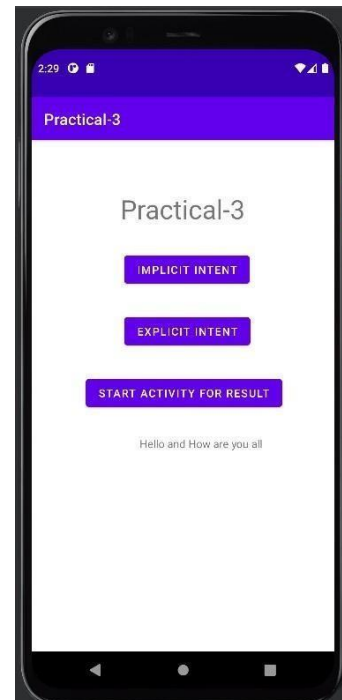 2:29
Practical-3
Practical-3
IMPLICIT INTENT
EXPLICIT INTENT
START ACTIVITY FOR RESULT
Hello and How are you all